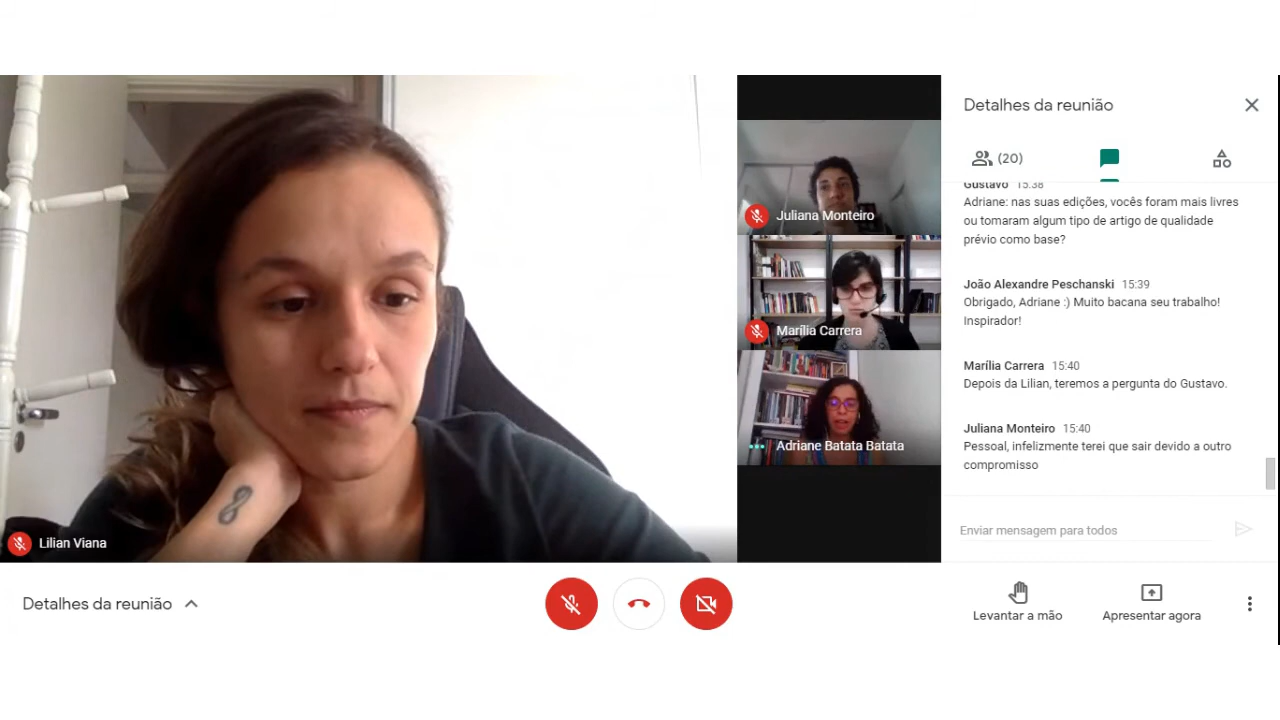 Lilian Viana
Juliana Monteiro
Marília Carrera
Adriane Batata Batata
Detalhes da reunião
(20)
Gustavo 15:38
Adriane: nas suas edições, vocês foram mais livres
ou tomaram algum tipo de artigo de qualidade
prévio como base?
João Alexandre Peschanski 15:39
Obrigado, Adriane :) Muito bacana seu trabalho!
Inspirador!
Marília Carrera 15:40
Depois da Lilian, teremos a pergunta do Gustavo.
Juliana Monteiro 15:40
Pessoal, infelizmente terei que sair devido a outro
compromisso
Enviar mensagem para todos
Detalhes da reunião
Levantar a mão
Apresentar agora